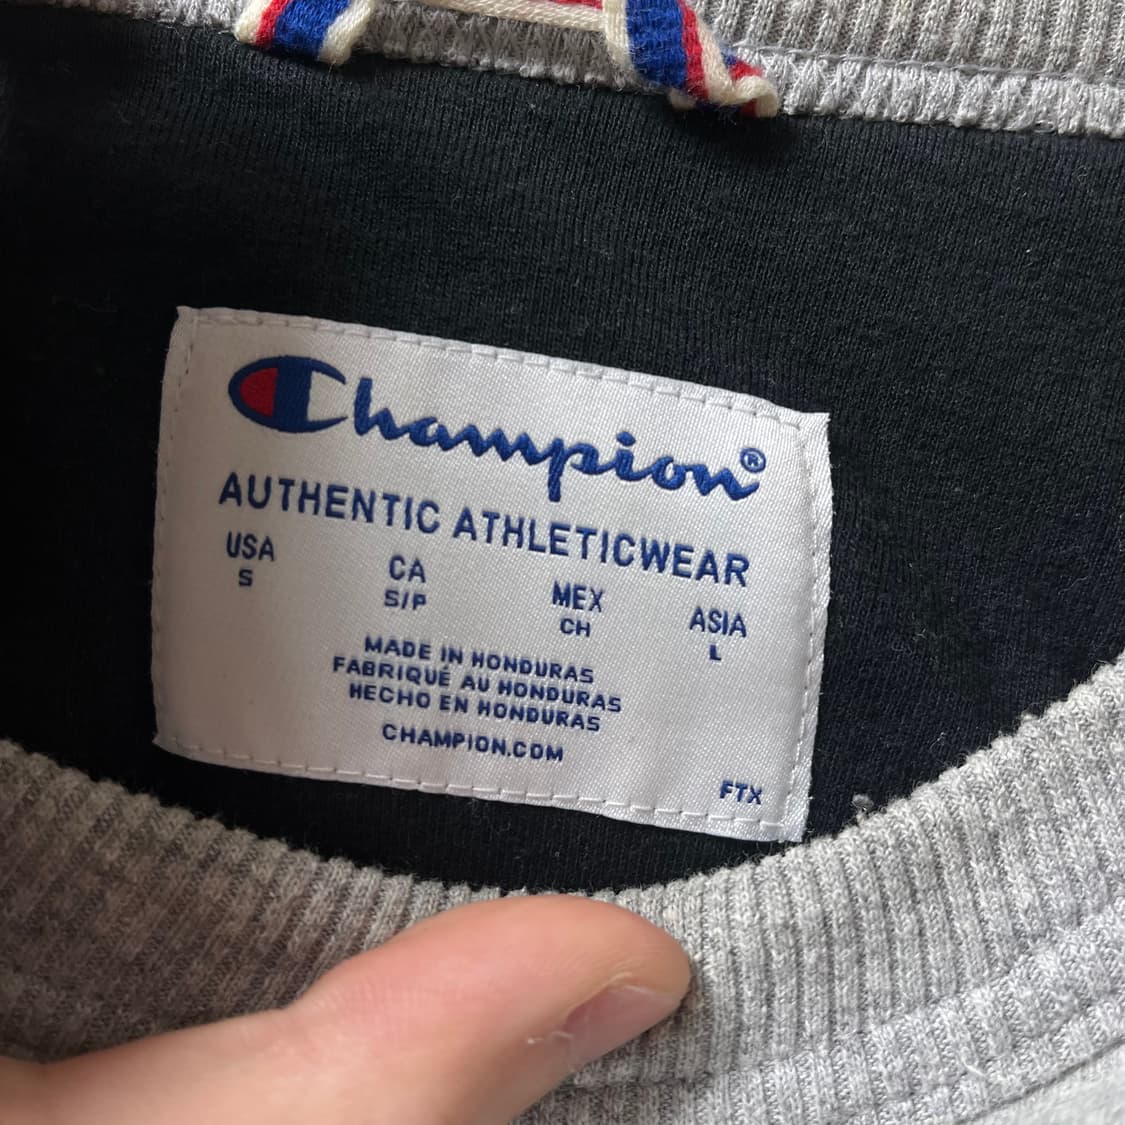 Champion®
AUTHENTIC ATHLETICWEAR
USA CA MEX ASIA
S S/P CH L
MADE IN HONDURAS
FABRIQUÉ AU HONDURAS
HECHO EN HONDURAS
CHAMPION.COM
FTX